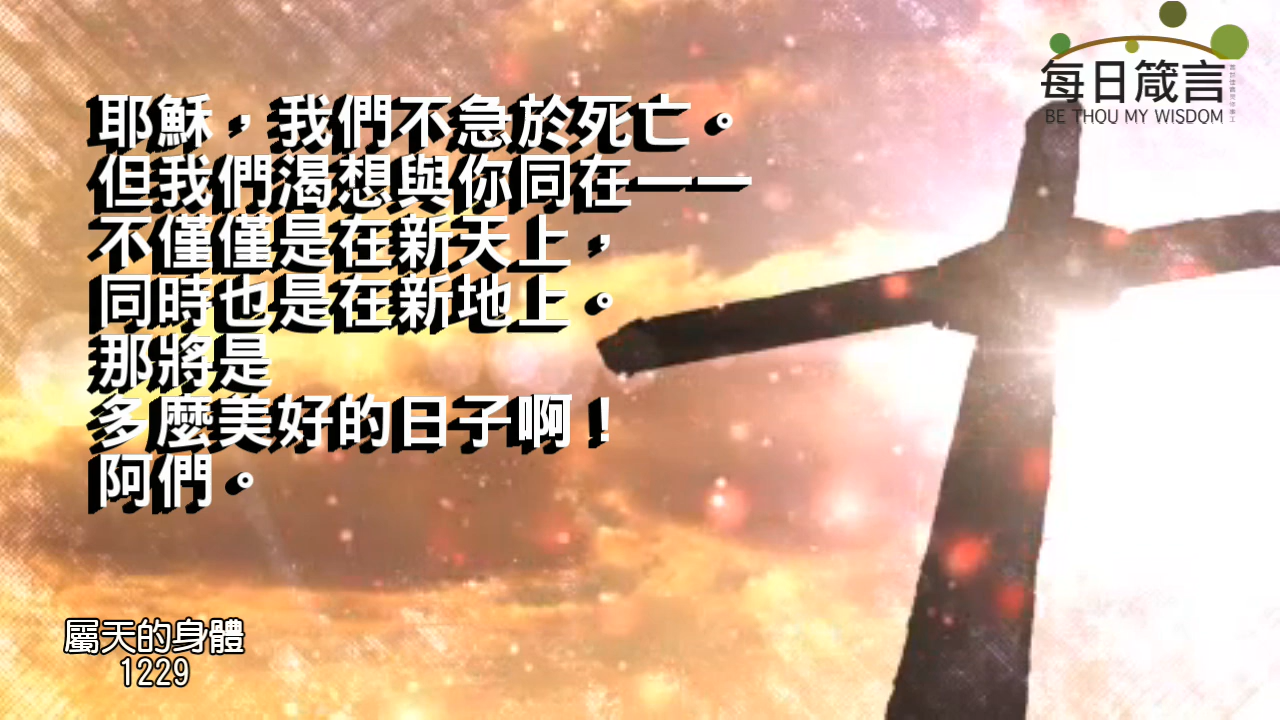 每日箴言
BE THOU MY WISDOM
耶穌，我們不急於死亡。
但我們渴想與你同在——
不僅僅是在新天上，
同時也是在新地上。
那將是
多麼美好的日子啊！
阿們。
屬天的身體
1229